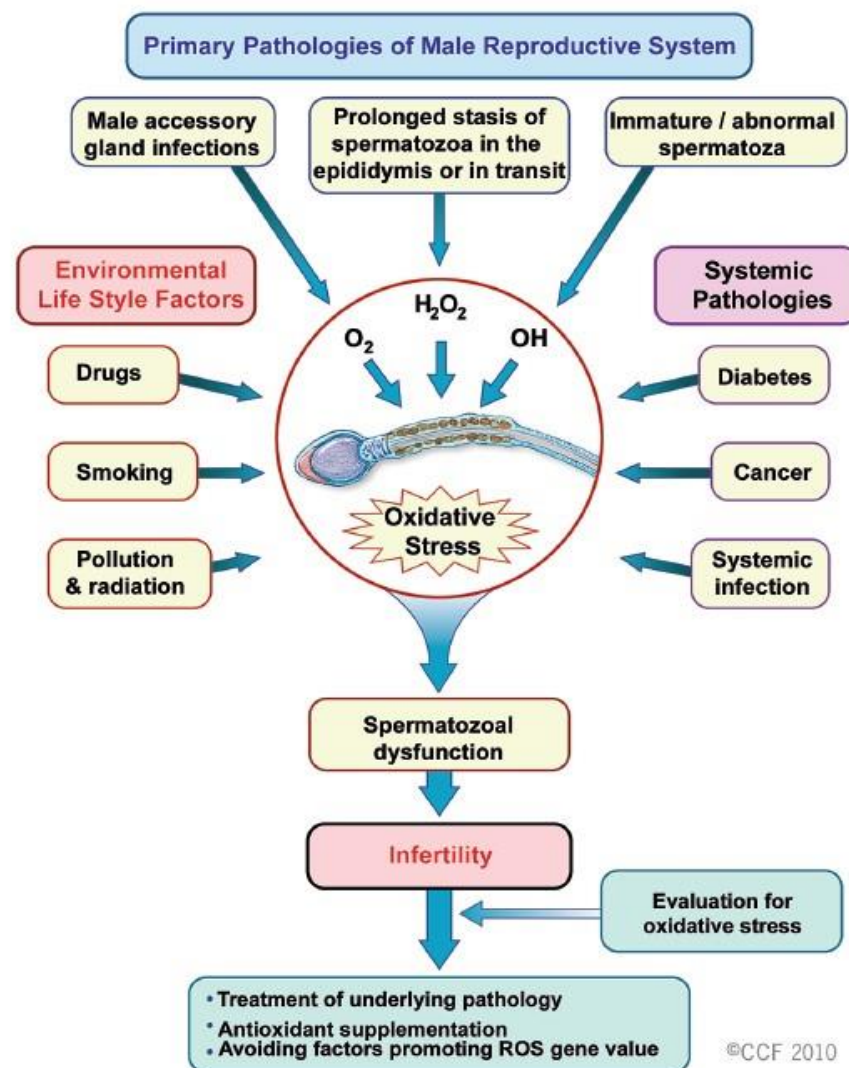 Primary Pathologies of Male Reproductive System
Male accessory
gland infections
Prolonged stasis of
spermatozoa in the
epididymis or in transit
Immature / abnormal
spermatoza
Environmental
Life Style Factors
Systemic
Pathologies
H₂O₂
O₂
OH
Drugs
Diabetes
Smoking
Cancer
Oxidative
Stress
Pollution
& radiation
Systemic
infection
Spermatozoal
dysfunction
Infertility
Evaluation for
oxidative stress
• Treatment of underlying pathology
• Antioxidant supplementation
• Avoiding factors promoting ROS gene value
©CCF 2010